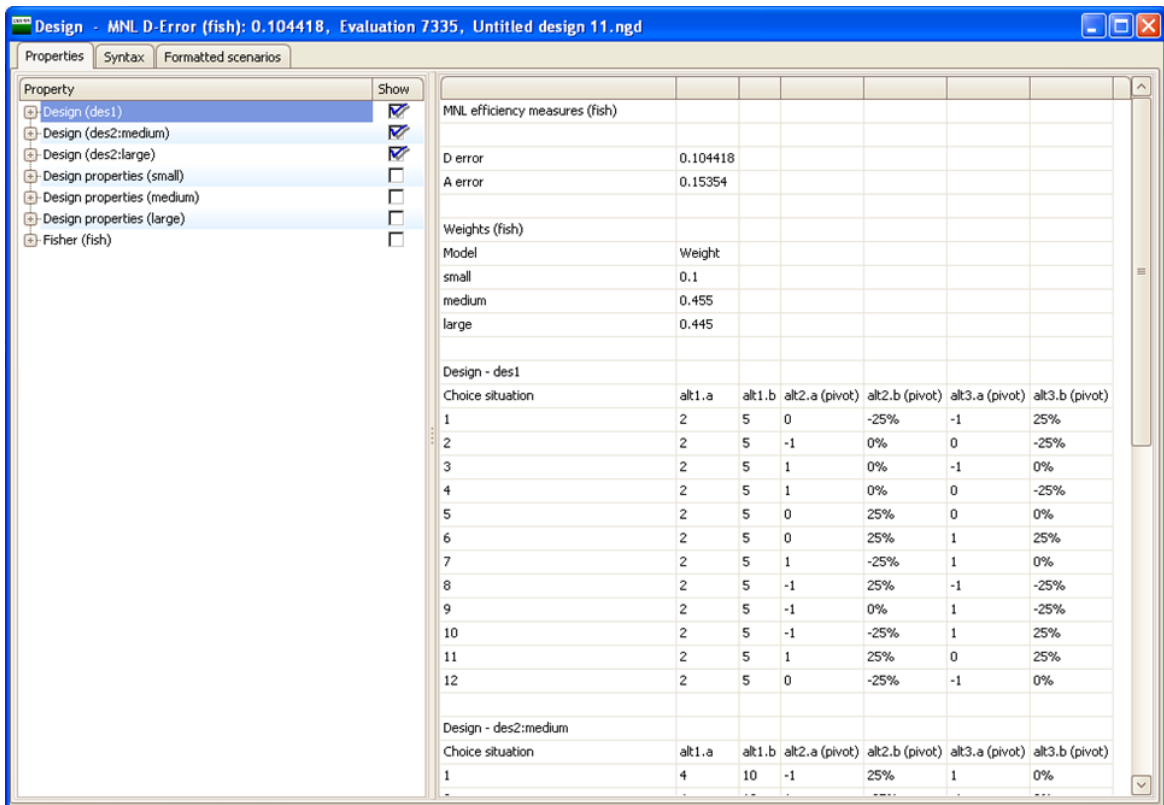 Design - MNL D-Error (fish): 0.104418, Evaluation 7335, Untitled design 11.ngd
Properties Syntax Formatted scenarios
Property Show
Design (des1)
Design (des2:medium)
Design (des2:large)
Design properties (small)
Design properties (medium)
Design properties (large)
Fisher (fish)
MNL efficiency measures (fish)
D error 0.104418
A error 0.15354
Weights (fish)
Model Weight
small 0.1
medium 0.455
large 0.445
Design - des1
Choice situation alt1.a alt1.b alt2.a (pivot) alt2.b (pivot) alt3.a (pivot) alt3.b (pivot)
1 2 5 0 -25% -1 25%
2 2 5 -1 0% 0 -25%
3 2 5 1 0% -1 0%
4 2 5 1 0% 0 -25%
5 2 5 0 25% 0 0%
6 2 5 0 25% 1 25%
7 2 5 1 -25% 1 0%
8 2 5 -1 25% -1 -25%
9 2 5 -1 0% 1 -25%
10 2 5 -1 -25% 1 25%
11 2 5 1 25% 0 25%
12 2 5 0 -25% -1 0%
Design - des2:medium
Choice situation alt1.a alt1.b alt2.a (pivot) alt2.b (pivot) alt3.a (pivot) alt3.b (pivot)
1 4 10 -1 25% 1 0%